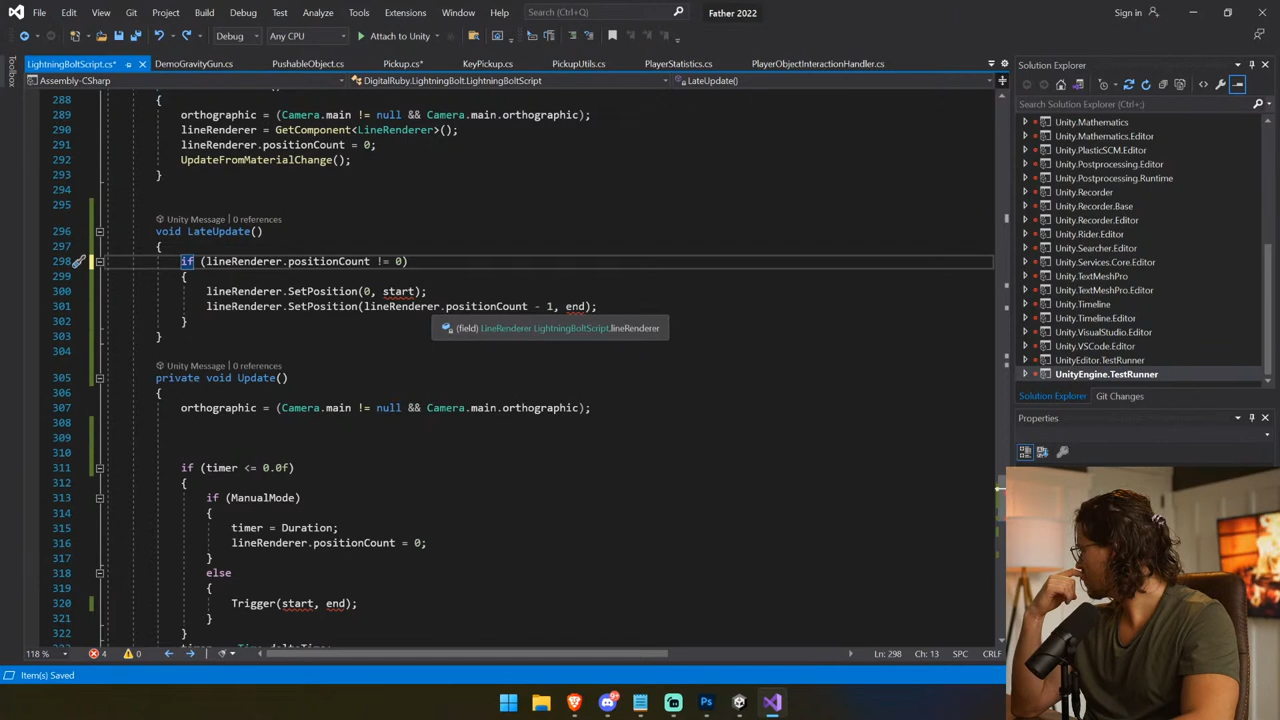 File Edit View Git Project Build Debug Test Analyze Tools Extensions Window Help Search (Ctrl+Q) Father 2022 Sign in
Debug Any CPU Attach to Unity
LightningBoltScript.cs* DemoGravityGun.cs PushableObject.cs Pickup.cs* KeyPickup.cs PickupUtils.cs PlayerStatistics.cs PlayerObjectInteractionHandler.cs
Assembly-CSharp DigitalRuby.LightningBolt.LightningBoltScript LateUpdate()
Toolbox
288 {
289 orthographic = (Camera.main != null && Camera.main.orthographic);
290 lineRenderer = GetComponent<LineRenderer>();
291 lineRenderer.positionCount = 0;
292 UpdateFromMaterialChange();
293 }
294
295
Unity Message | 0 references
296 void LateUpdate()
297 {
298 if (lineRenderer.positionCount != 0)
299 {
300 lineRenderer.SetPosition(0, start);
301 lineRenderer.SetPosition(lineRenderer.positionCount - 1, end);
302 }
(field) LineRenderer LightningBoltScript.lineRenderer
303 }
304
Unity Message | 0 references
305 private void Update()
306 {
307 orthographic = (Camera.main != null && Camera.main.orthographic);
308
309
310
311 if (timer <= 0.0f)
312 {
313 if (ManualMode)
314 {
315 timer = Duration;
316 lineRenderer.positionCount = 0;
317 }
318 else
319 {
320 Trigger(start, end);
321 }
322 }
118 % 4 0 Ln: 298 Ch: 13 SPC CRLF
Item(s) Saved
Solution Explorer
Search Solution Explorer (Ctrl+;)
Unity.Mathematics
Unity.Mathematics.Editor
Unity.PlasticSCM.Editor
Unity.Postprocessing.Editor
Unity.Postprocessing.Runtime
Unity.Recorder
Unity.Recorder.Base
Unity.Recorder.Editor
Unity.Rider.Editor
Unity.Searcher.Editor
Unity.Services.Core.Editor
Unity.TextMeshPro
Unity.TextMeshPro.Editor
Unity.Timeline
Unity.Timeline.Editor
Unity.VisualStudio.Editor
Unity.VSCode.Editor
UnityEditor.TestRunner
UnityEngine.TestRunner
Solution Explorer Git Changes
Properties